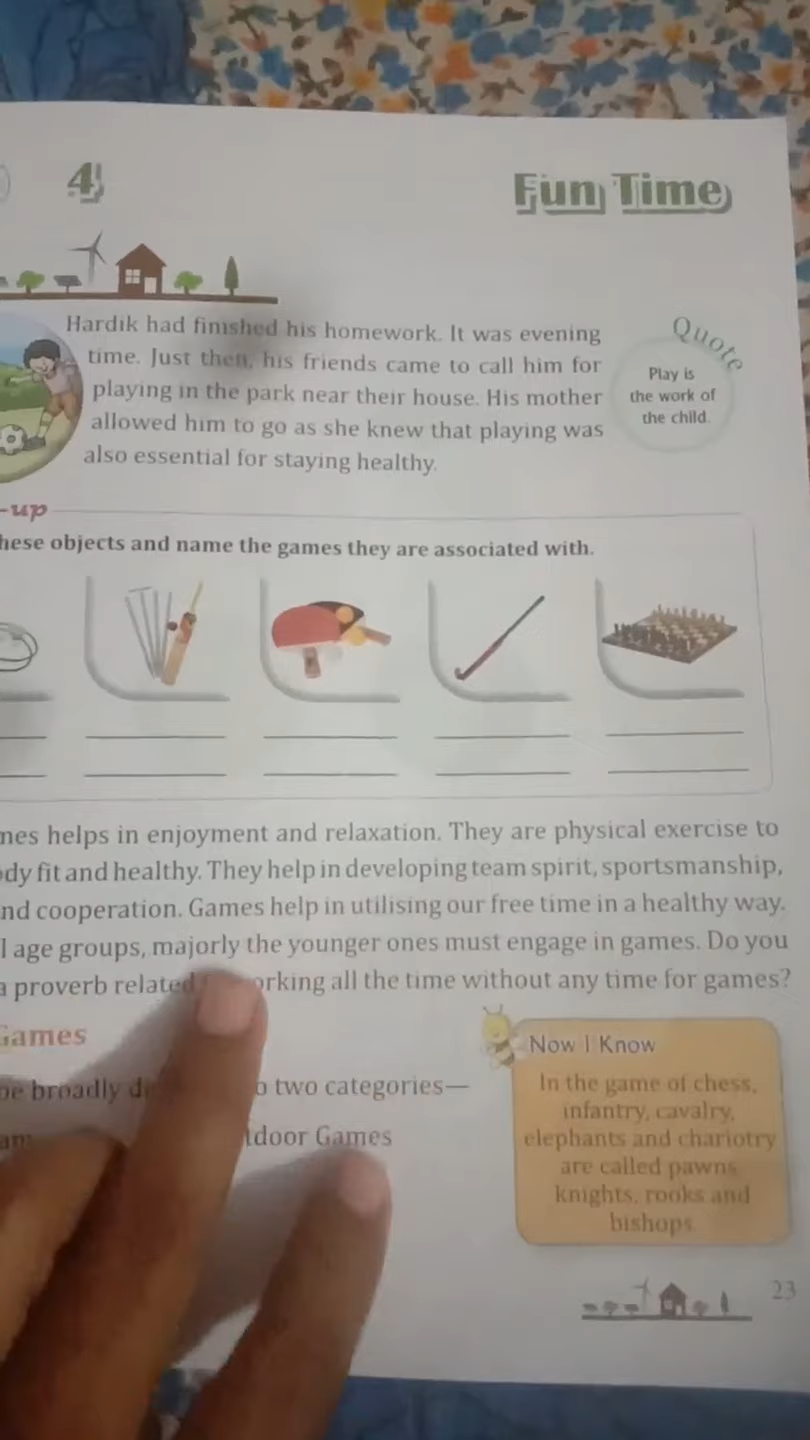 4
Fun Time
Hardik had finished his homework. It was evening
time. Just then, his friends came to call him for
playing in the park near their house. His mother
allowed him to go as she knew that playing was
also essential for staying healthy.
Quote
Play is
the work of
the child.
-up
hese objects and name the games they are associated with.
mes helps in enjoyment and relaxation. They are physical exercise to
dy fit and healthy. They help in developing team spirit, sportsmanship,
nd cooperation. Games help in utilising our free time in a healthy way.
l age groups, majorly the younger ones must engage in games. Do you
a proverb related orking all the time without any time for games?
Games
be broadly two categories—
door Games
Now I Know
In the game of chess,
infantry, cavalry,
elephants and chariotry
are called pawns,
knights, rooks and
bishops.
23